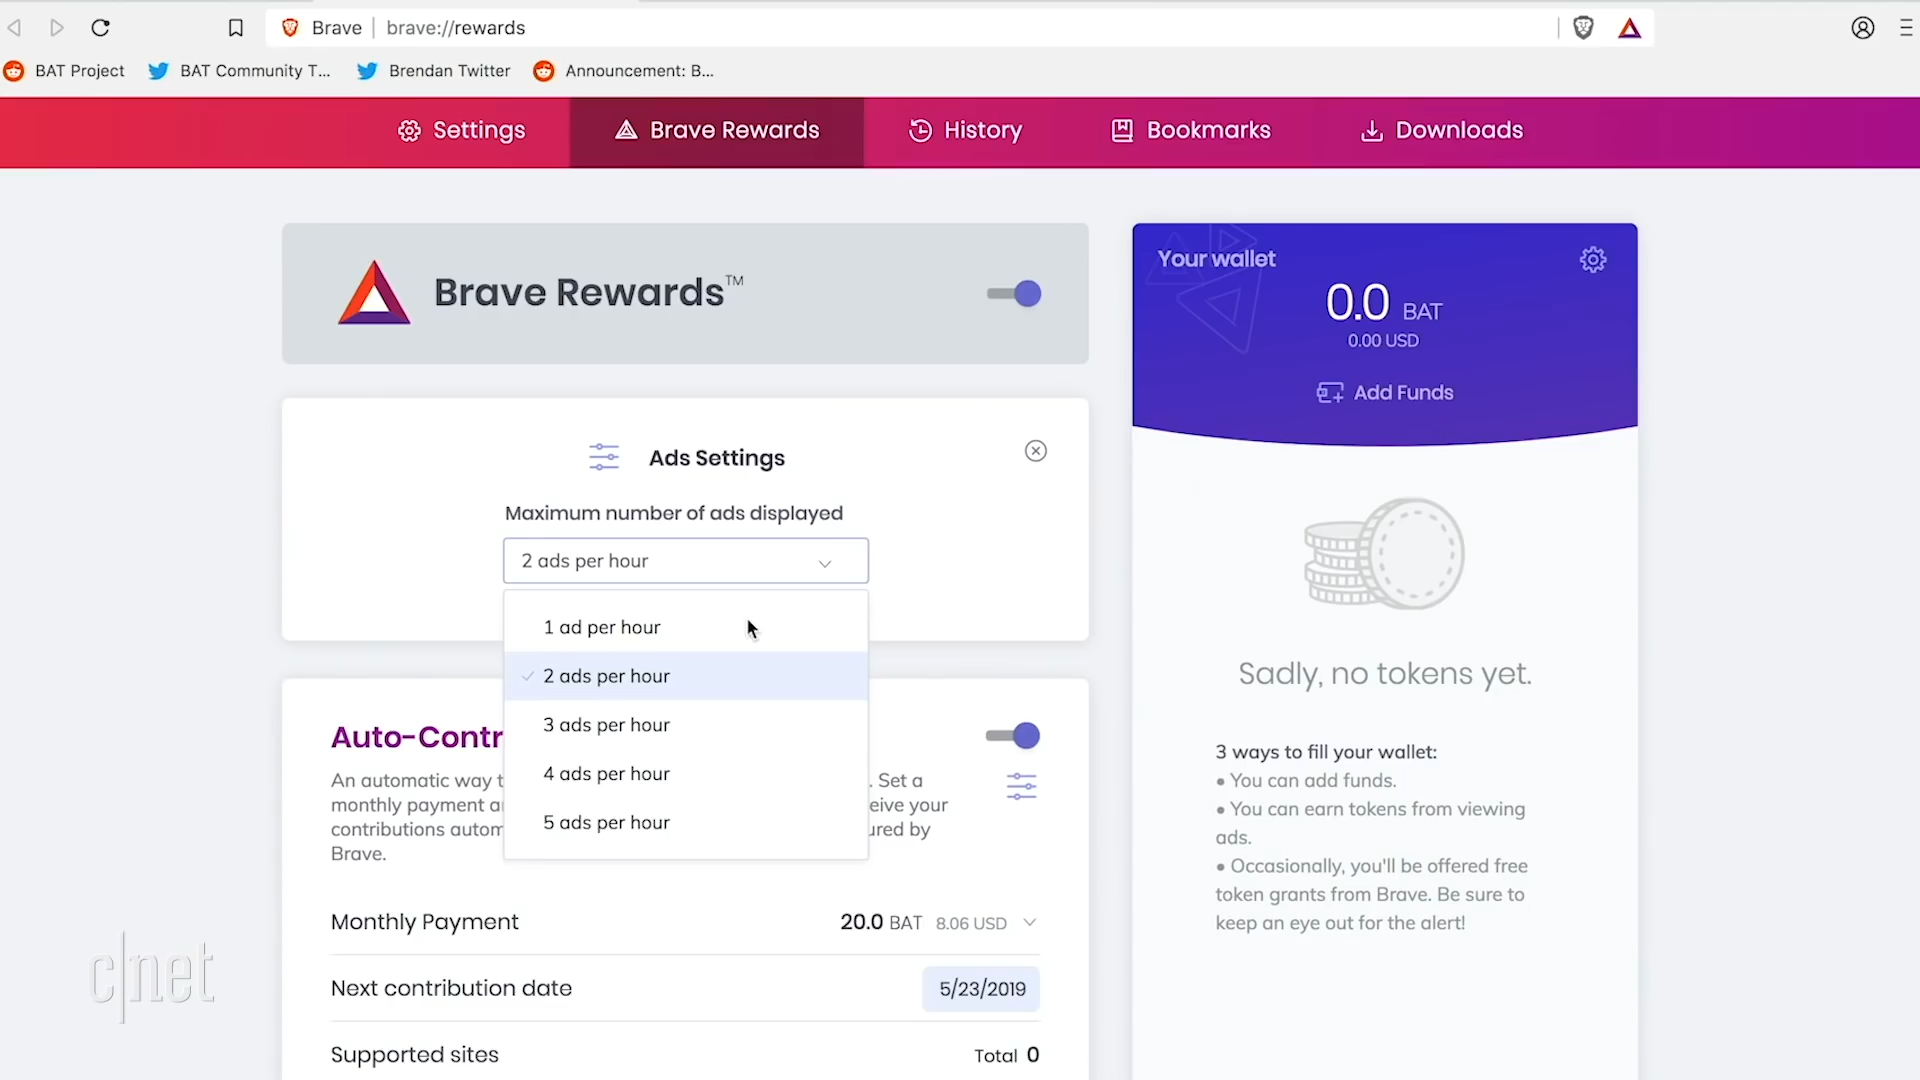 Brave | brave://rewards
BAT Project
BAT Community T...
Brendan Twitter
Announcement: B...
Settings
Brave Rewards
History
Bookmarks
Downloads
Brave Rewards™
Ads Settings
Maximum number of ads displayed
2 ads per hour
1 ad per hour
2 ads per hour
3 ads per hour
4 ads per hour
5 ads per hour
Auto-Contr
An automatic way t
. Set a
monthly payment a
eive your
contributions autom
ured by
Brave.
Monthly Payment
20.0 BAT 8.06 USD
Next contribution date
5/23/2019
Supported sites
Total 0
Your wallet
0.0 BAT
0.00 USD
Add Funds
Sadly, no tokens yet.
3 ways to fill your wallet:
• You can add funds.
• You can earn tokens from viewing
ads.
• Occasionally, you'll be offered free
token grants from Brave. Be sure to
keep an eye out for the alert!
c|net